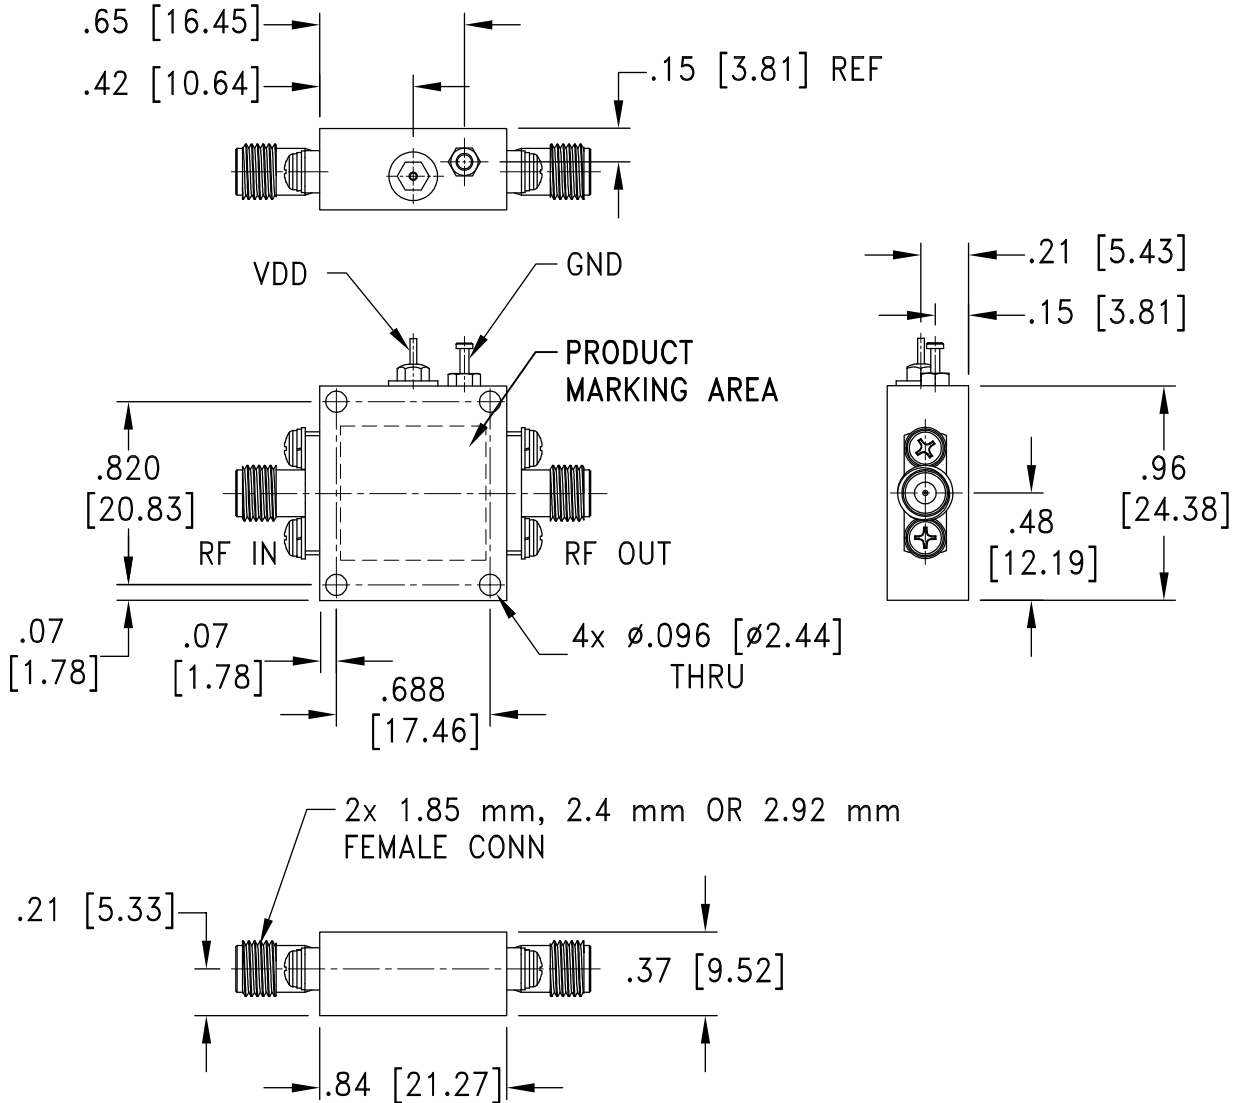 .65 [16.45]
.42 [10.64]
.15 [3.81] REF
VDD
GND
.21 [5.43]
.15 [3.81]
PRODUCT
MARKING AREA
.820
[20.83]
.96
[24.38]
.48
[12.19]
RF IN
RF OUT
.07
[1.78]
.07
[1.78]
4x ø.096 [ø2.44]
THRU
.688
[17.46]
2x 1.85 mm, 2.4 mm OR 2.92 mm
FEMALE CONN
.21 [5.33]
.37 [9.52]
.84 [21.27]